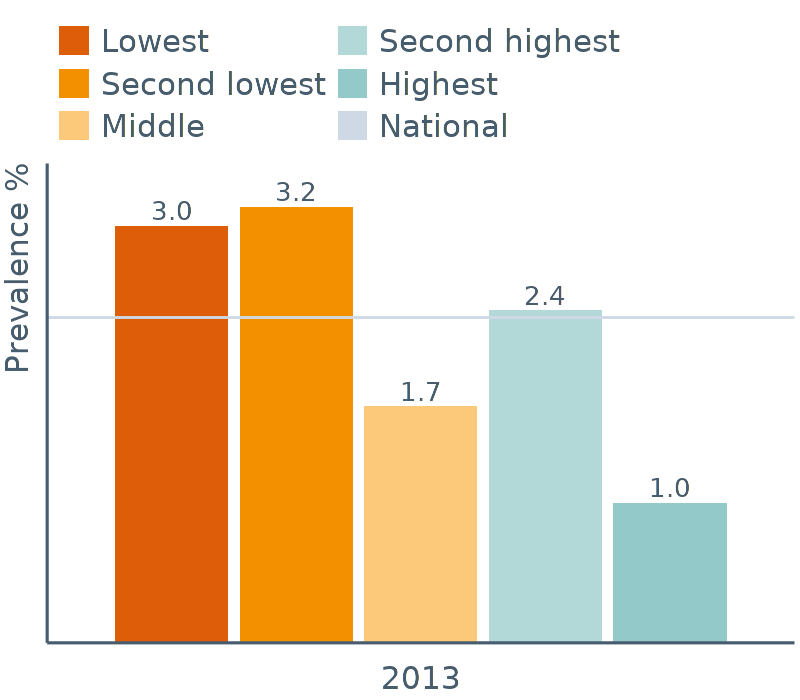 Lowest
Second lowest
Middle
Second highest
Highest
National
Prevalence %
3.0
3.2
1.7
2.4
1.0
2013